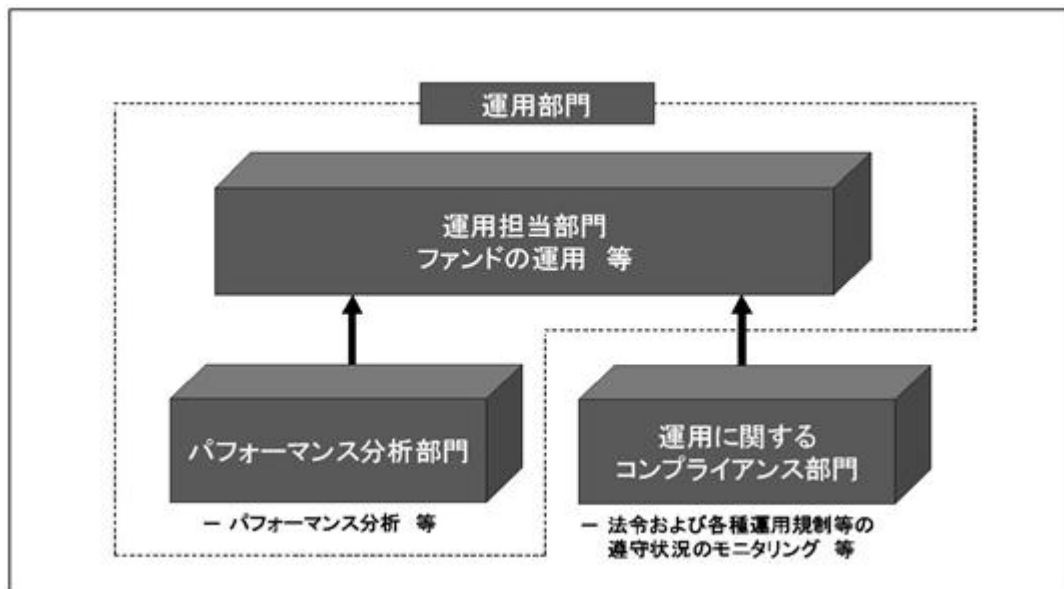 運用部門
運用担当部門
ファンドの運用 等
パフォーマンス分析部門
－ パフォーマンス分析 等
運用に関する
コンプライアンス部門
－ 法令および各種運用規制等の
遵守状況のモニタリング 等